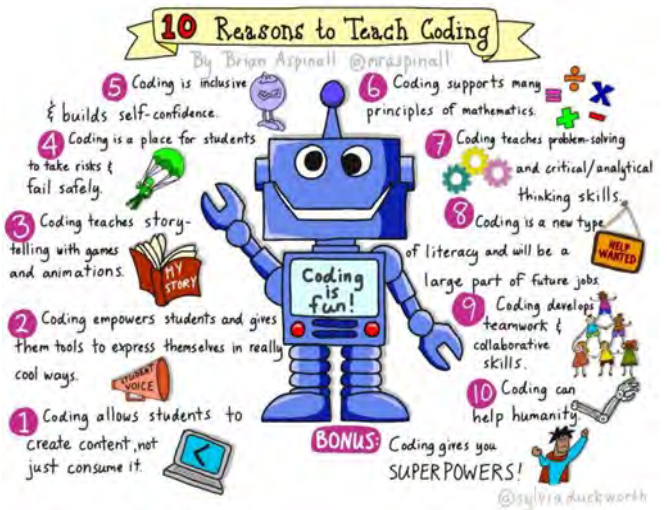 10 Reasons to Teach Coding
By Brian Aspinall @mraspinall
5 Coding is inclusive
& builds self-confidence.
4 Coding is a place for students
to take risks &
fail safely.
3 Coding teaches story-
telling with games
and animations.
MY
STORY
2 Coding empowers students and gives
them tools to express themselves in really
cool ways.
STUDENT
VOICE
1 Coding allows students to
create content, not
just consume it.
<
Coding
is
fun!
6 Coding supports many
principles of mathematics.
= ÷ x + -
7 Coding teaches problem-solving
and critical/analytical
thinking skills.
8 Coding is a new type
of literacy and will be a
large part of future jobs.
HELP
WANTED
9 Coding develops
teamwork &
collaborative
skills.
10 Coding can
help humanity.
BONUS:
Coding gives you
SUPERPOWERS!
@sylviaduckworth